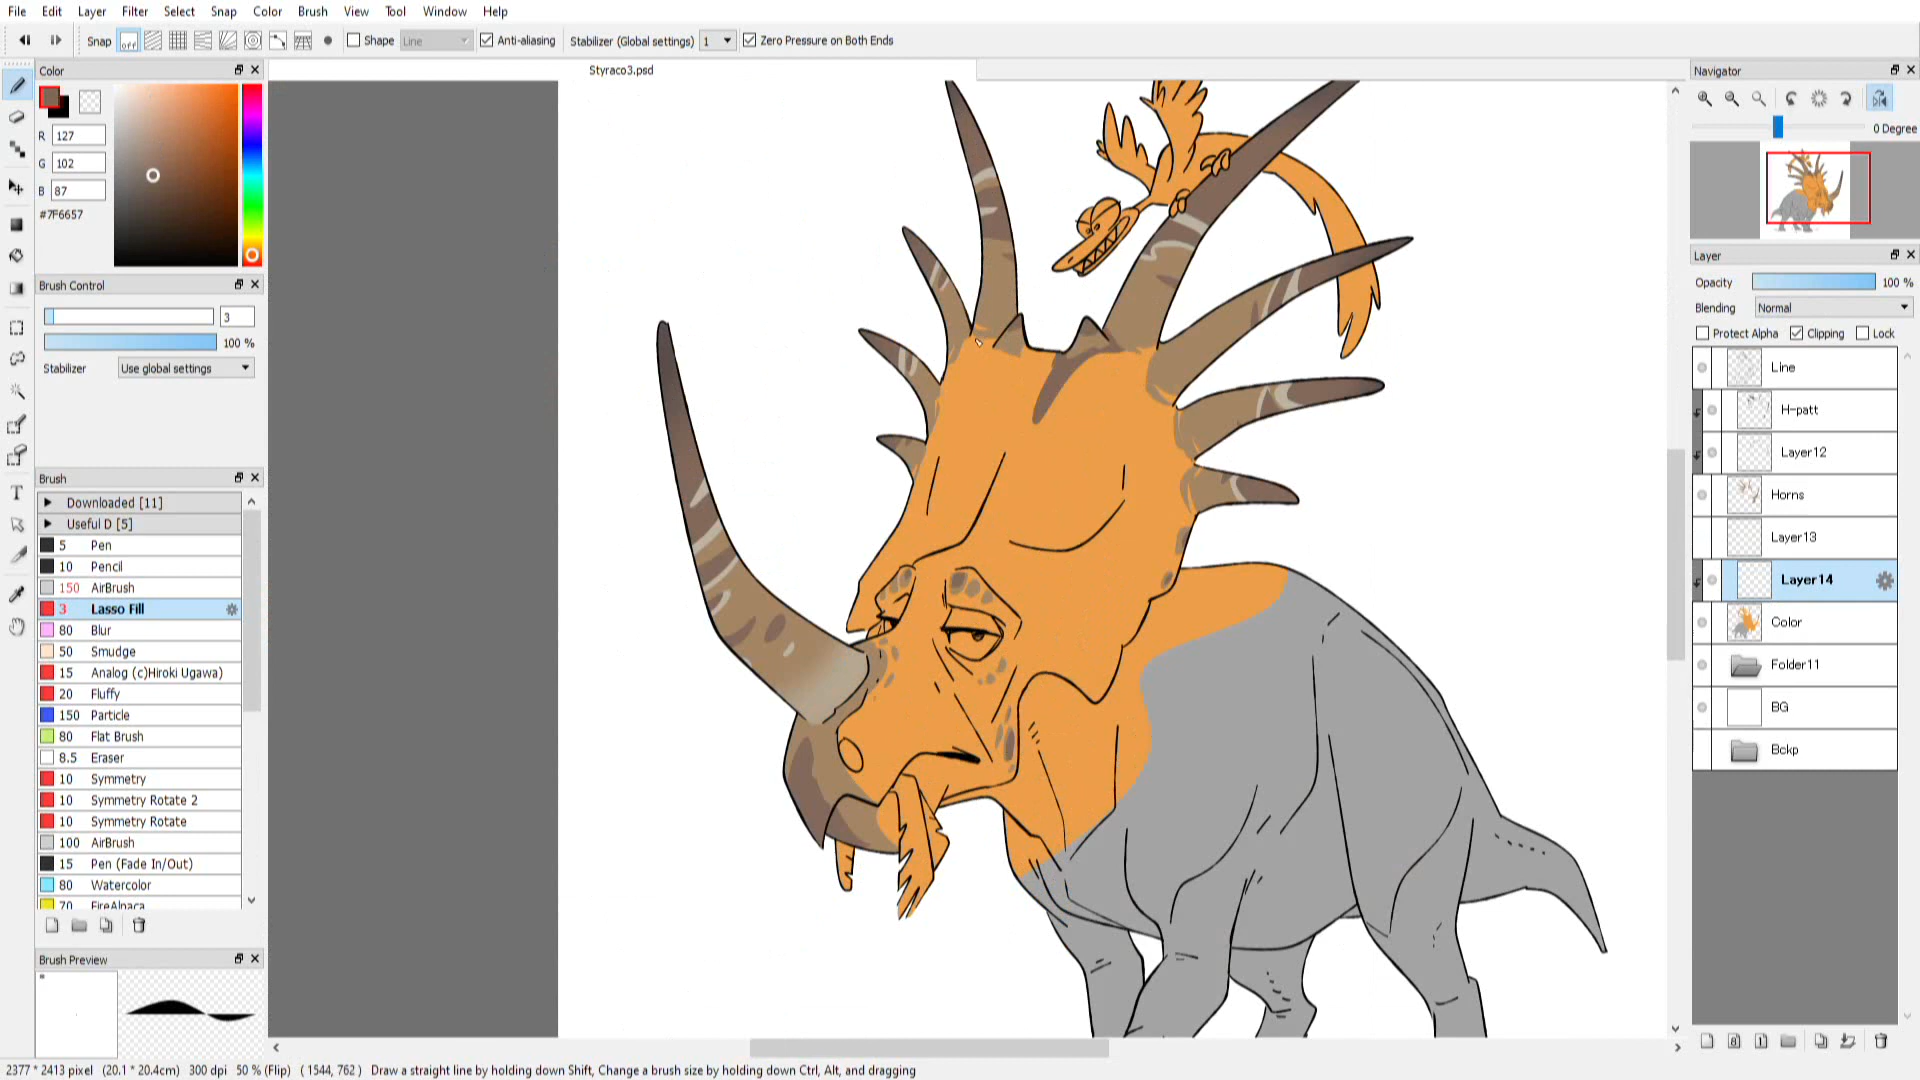 File Edit Layer Filter Select Snap Color Brush View Tool Window Help
Snap off Shape Line Anti-aliasing Stabilizer (Global settings) 1 Zero Pressure on Both Ends
Color
R 127
G 102
B 87
#7F6657
Brush Control
3
100 %
Stabilizer Use global settings
Brush
Downloaded [11]
Useful D [5]
5 Pen
10 Pencil
150 AirBrush
3 Lasso Fill
80 Blur
50 Smudge
15 Analog (c)Hiroki Ugawa)
20 Fluffy
150 Particle
80 Flat Brush
8.5 Eraser
10 Symmetry
10 Symmetry Rotate 2
10 Symmetry Rotate
100 AirBrush
15 Pen (Fade In/Out)
80 Watercolor
70 FireAlpaca
Brush Preview
Styraco3.psd
Navigator
0 Degree
Layer
Opacity 100 %
Blending Normal
Protect Alpha Clipping Lock
Line
H-patt
Layer12
Horns
Layer13
Layer14
Color
Folder11
BG
Bckp
2377 * 2413 pixel (20.1 * 20.4cm) 300 dpi 50 % (Flip) ( 1544, 762 ) Draw a straight line by holding down Shift, Change a brush size by holding down Ctrl, Alt, and dragging